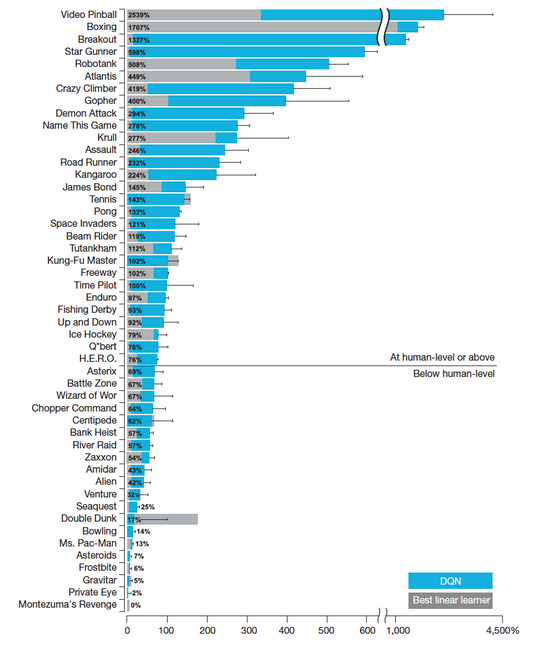 Video Pinball 2539%
Boxing 1707%
Breakout 1327%
Star Gunner 598%
Robotank 508%
Atlantis 449%
Crazy Climber 419%
Gopher 400%
Demon Attack 294%
Name This Game 278%
Krull 277%
Assault 246%
Road Runner 232%
Kangaroo 224%
James Bond 145%
Tennis 143%
Pong 132%
Space Invaders 121%
Beam Rider 119%
Tutankham 112%
Kung-Fu Master 102%
Freeway 102%
Time Pilot 100%
Enduro 97%
Fishing Derby 93%
Up and Down 92%
Ice Hockey 79%
Q*bert 78%
H.E.R.O. 76%
At human-level or above
Asterix 69%
Below human-level
Battle Zone 67%
Wizard of Wor 67%
Chopper Command 64%
Centipede 62%
Bank Heist 57%
River Raid 57%
Zaxxon 54%
Amidar 43%
Alien 42%
Venture 32%
Seaquest 25%
Double Dunk 17%
Bowling 14%
Ms. Pac-Man 13%
Asteroids 7%
Frostbite 6%
Gravitar 5%
Private Eye 2%
Montezuma's Revenge 0%
DQN
Best linear learner
0 100 200 300 400 500 600 1,000 4,500%